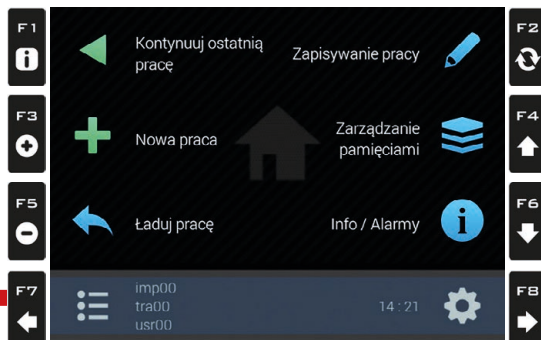 F1
Kontynuuj ostatnią
pracę
Zapisywanie pracy
F2
F3
Nowa praca
Zarządzanie
pamięciami
F4
F5
Ładuj pracę
Info / Alarmy
F6
F7
imp00
tra00
usr00
14:21
F8